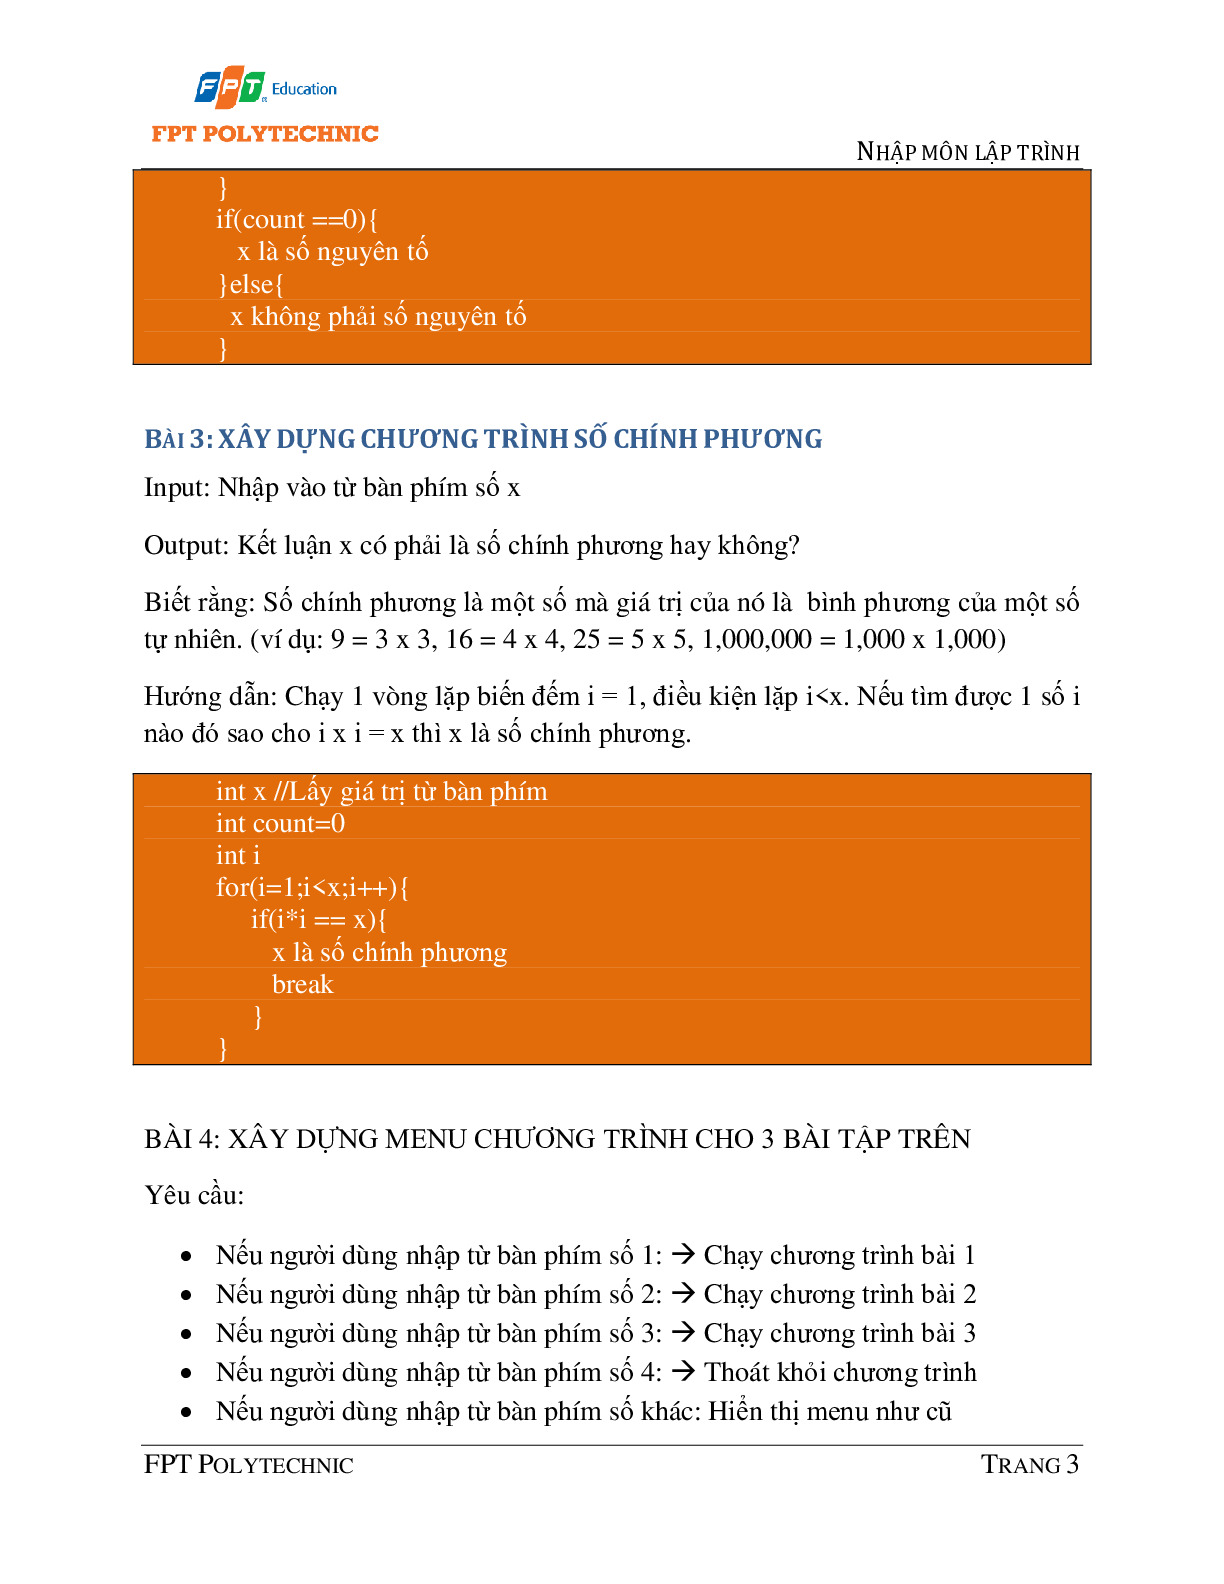 FPT Education
FPT POLYTECHNIC
NHẬP MÔN LẬP TRÌNH
}
if(count ==0){
x là số nguyên tố
}else{
x không phải số nguyên tố
}
BÀI 3: XÂY DỰNG CHƯƠNG TRÌNH SỐ CHÍNH PHƯƠNG
Input: Nhập vào từ bàn phím số x
Output: Kết luận x có phải là số chính phương hay không?
Biết rằng: Số chính phương là một số mà giá trị của nó là bình phương của một số
tự nhiên. (ví dụ: 9 = 3 x 3, 16 = 4 x 4, 25 = 5 x 5, 1,000,000 = 1,000 x 1,000)
Hướng dẫn: Chạy 1 vòng lặp biến đếm i = 1, điều kiện lặp i<x. Nếu tìm được 1 số i
nào đó sao cho i x i = x thì x là số chính phương.
int x //Lấy giá trị từ bàn phím
int count=0
int i
for(i=1;i<x;i++){
if(i*i == x){
x là số chính phương
break
}
}
BÀI 4: XÂY DỰNG MENU CHƯƠNG TRÌNH CHO 3 BÀI TẬP TRÊN
Yêu cầu:
• Nếu người dùng nhập từ bàn phím số 1: → Chạy chương trình bài 1
• Nếu người dùng nhập từ bàn phím số 2: → Chạy chương trình bài 2
• Nếu người dùng nhập từ bàn phím số 3: → Chạy chương trình bài 3
• Nếu người dùng nhập từ bàn phím số 4: → Thoát khỏi chương trình
• Nếu người dùng nhập từ bàn phím số khác: Hiển thị menu như cũ
FPT POLYTECHNIC TRANG 3